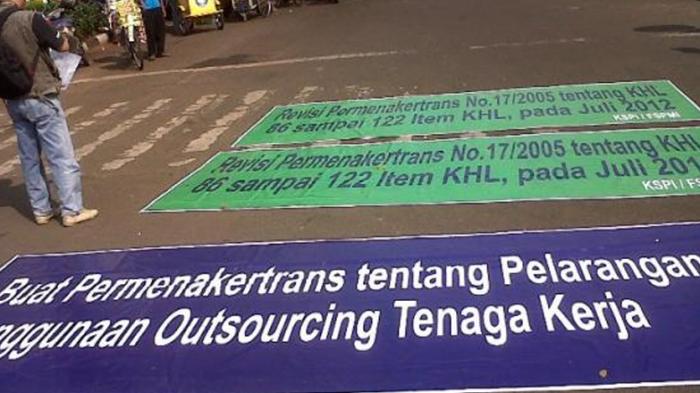 Revisi Permenakertrans No.17/2005 tentang KHL
86 sampai 122 Item KHL, pada Juli 2012
KSPI / FSPMI
Revisi Permenakertrans No.17/2005 tentang KHL
86 sampai 122 Item KHL, pada Juli
KSPI /
Buat Permenakertrans tentang Pelarangan
Outsourcing Tenaga Kerja